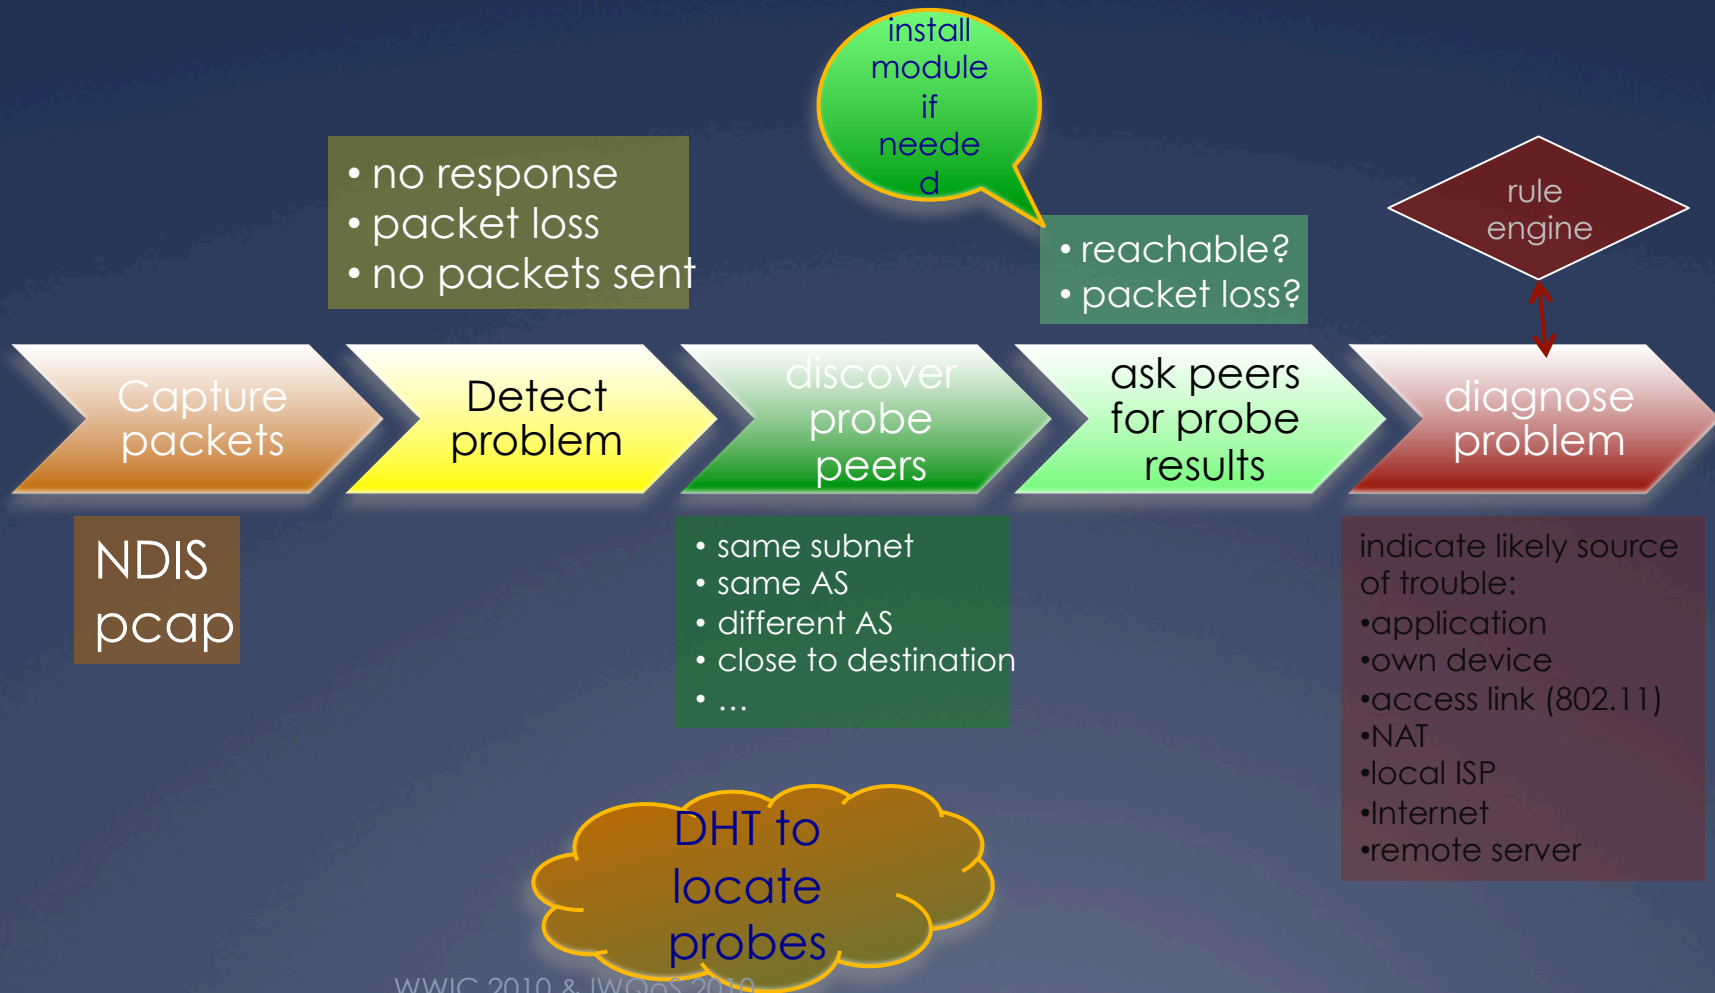 install
module
if
neede
d
• no response
• packet loss
• no packets sent
• reachable?
• packet loss?
rule
engine
Capture
packets
Detect
problem
discover
probe
peers
ask peers
for probe
results
diagnose
problem
NDIS
pcap
• same subnet
• same AS
• different AS
• close to destination
• …
indicate likely source
of trouble:
•application
•own device
•access link (802.11)
•NAT
•local ISP
•Internet
•remote server
DHT to
locate
probes
WWIC 2010 & IWQoS 2010